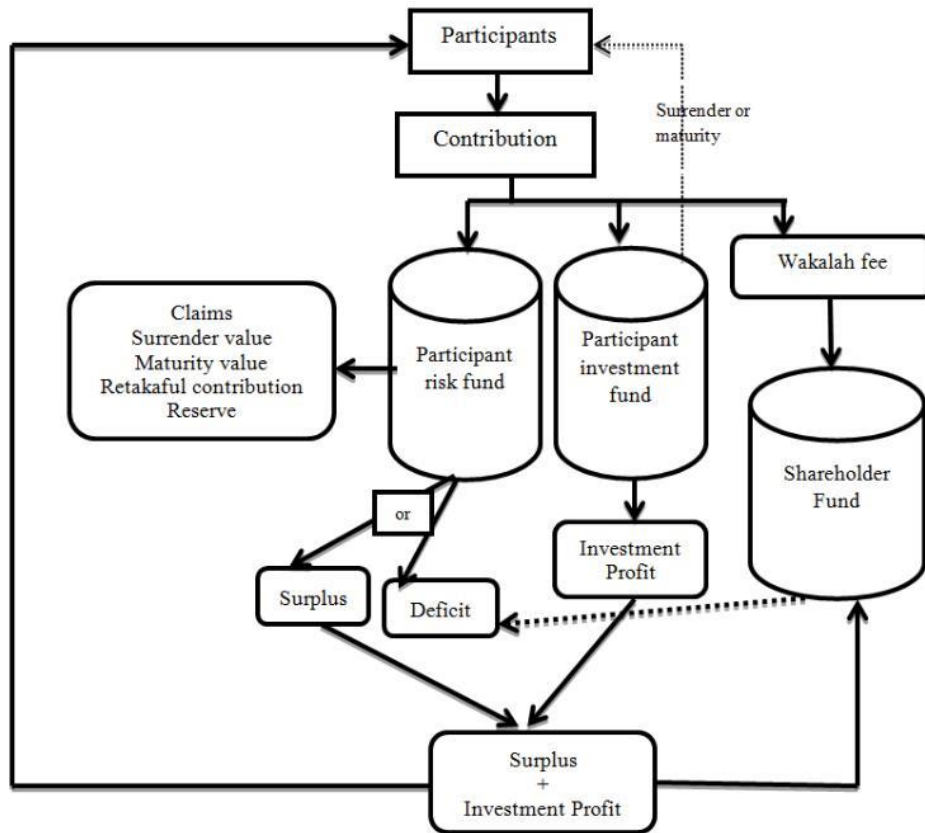 Participants
Contribution
Surrender or
maturity
Wakalah fee
Claims
Surrender value
Maturity value
Retakaful contribution
Reserve
Participant
risk fund
Participant
investment
fund
Shareholder
Fund
or
Surplus
Deficit
Investment
Profit
Surplus
+
Investment Profit